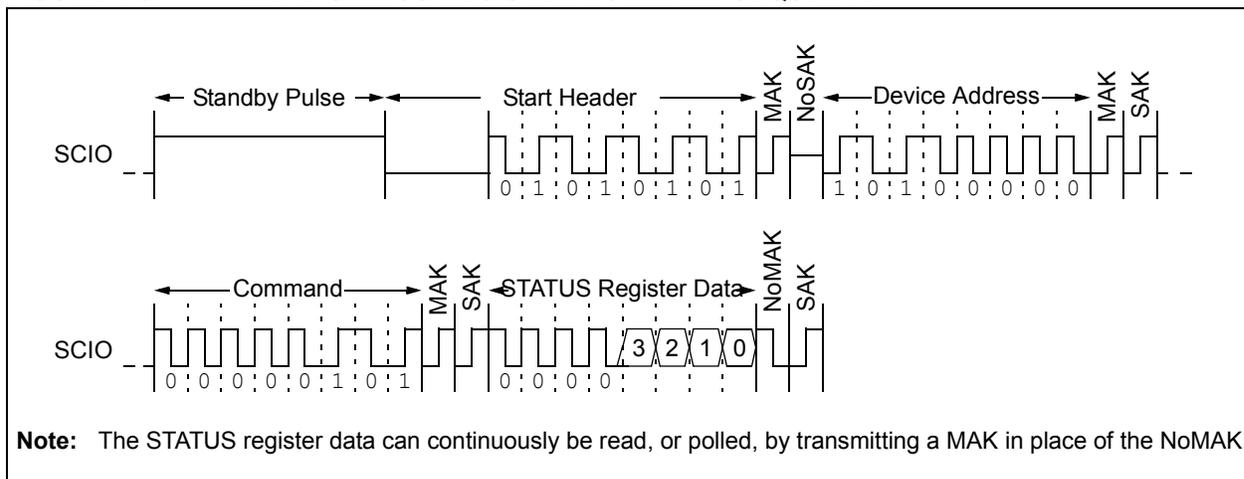 Standby Pulse
Start Header
MAK
NoSAK
Device Address
MAK
SAK
SCIO
0 1 0 1 0 1 0 1
1 0 1 0 0 0 0 0
Command
MAK
SAK
STATUS Register Data
NoMAK
SAK
SCIO
3 2 1 0
0 0 0 0 0 1 0 1
0 0 0 0
Note: The STATUS register data can continuously be read, or polled, by transmitting a MAK in place of the NoMAK